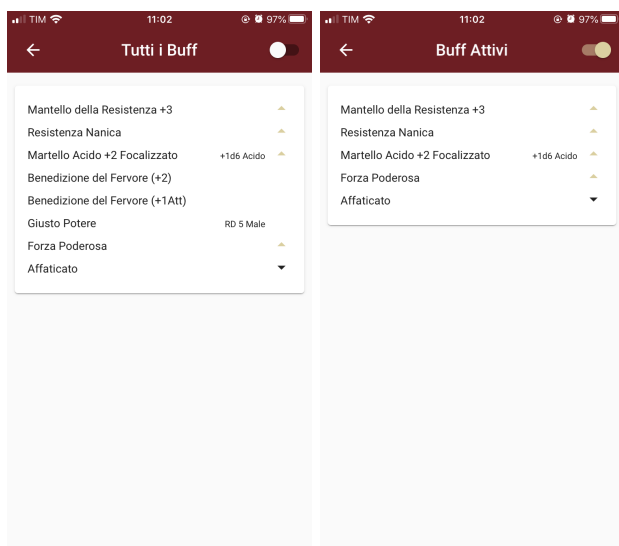 TIM 11:02 97%
Tutti i Buff
Mantello della Resistenza +3
Resistenza Nanica
Martello Acido +2 Focalizzato +1d6 Acido
Benedizione del Fervore (+2)
Benedizione del Fervore (+1Att)
Giusto Potere RD 5 Male
Forza Poderosa
Affaticato
TIM 11:02 97%
Buff Attivi
Mantello della Resistenza +3
Resistenza Nanica
Martello Acido +2 Focalizzato +1d6 Acido
Forza Poderosa
Affaticato